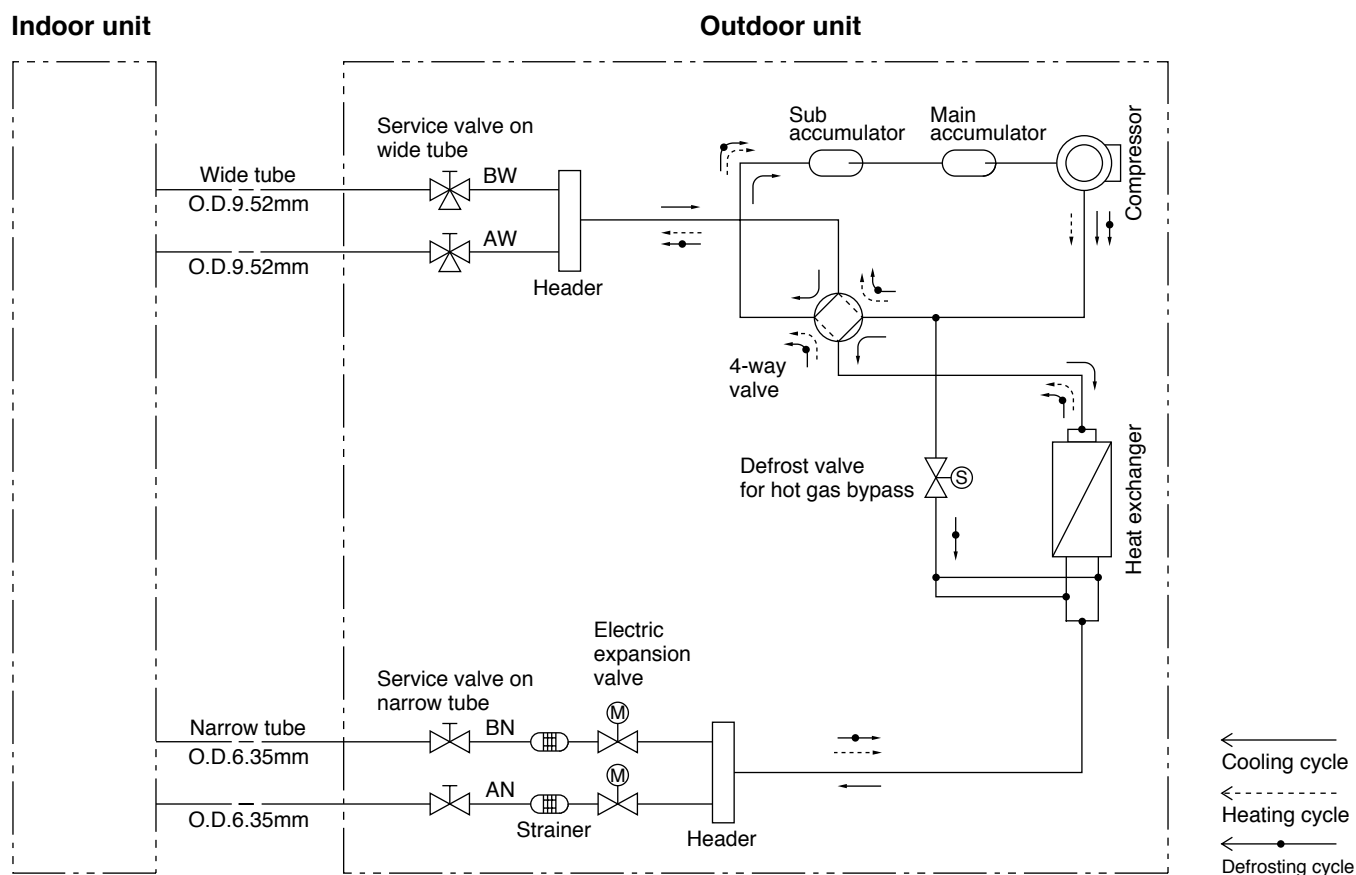 Indoor unit
Outdoor unit
Service valve on
wide tube
Sub
accumulator
Main
accumulator
Compressor
Wide tube
O.D.9.52mm
BW
O.D.9.52mm
AW
Header
4-way
valve
Defrost valve
for hot gas bypass
S
Heat exchanger
Electric
expansion
valve
Service valve on
narrow tube
Narrow tube
O.D.6.35mm
BN
M
O.D.6.35mm
AN
M
Strainer
Header
Cooling cycle
Heating cycle
Defrosting cycle